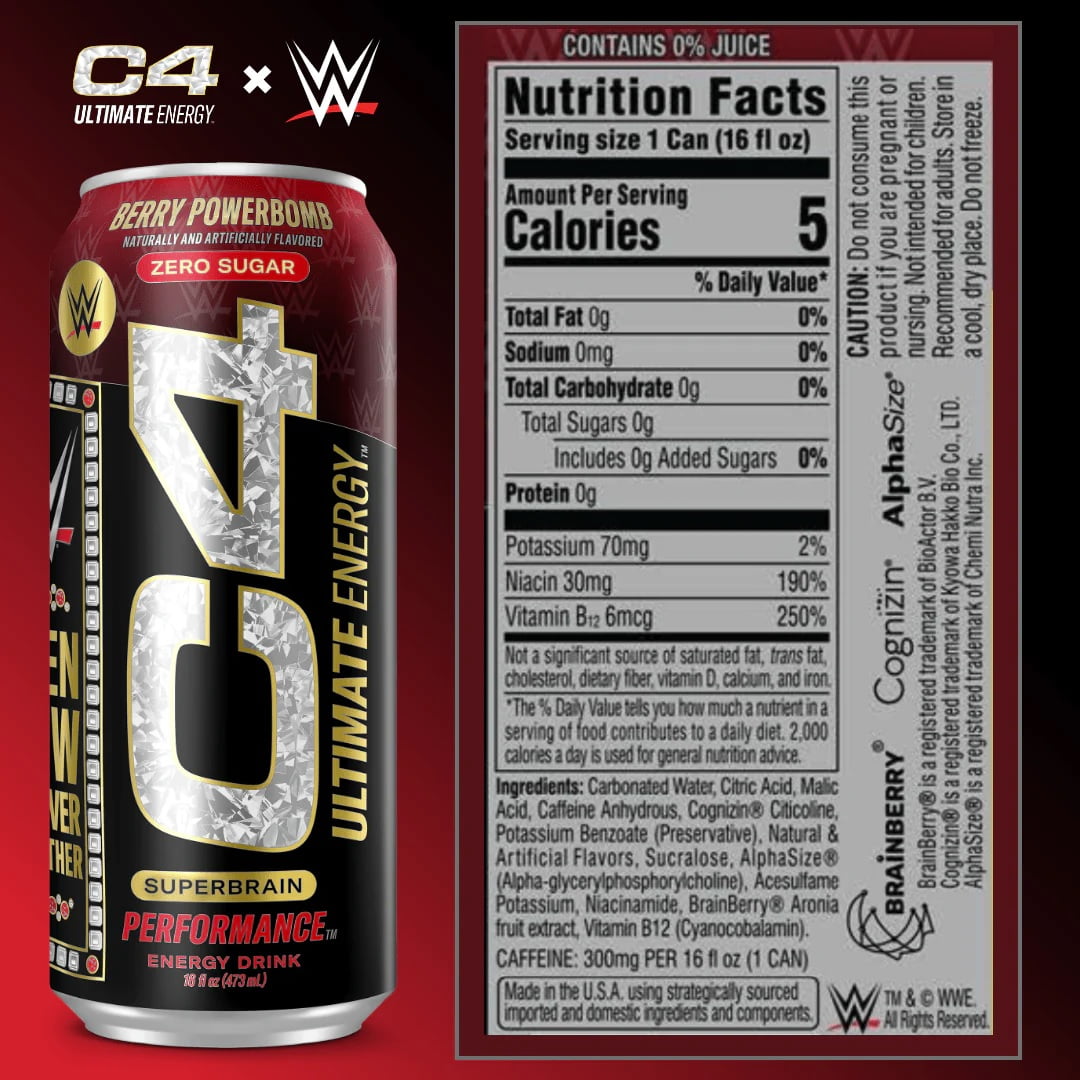 C4
ULTIMATE ENERGY™
×
W
BERRY POWERBOMB
NATURALLY AND ARTIFICIALLY FLAVORED
ZERO SUGAR
W
C4
ULTIMATE ENERGY™
EN
W
VER
THER
SUPERBRAIN
PERFORMANCE™
ENERGY DRINK
16 fl oz (473 mL)
CONTAINS 0% JUICE
Nutrition Facts
Serving size 1 Can (16 fl oz)
Amount Per Serving
Calories 5
% Daily Value*
Total Fat 0g 0%
Sodium 0mg 0%
Total Carbohydrate 0g 0%
Total Sugars 0g
Includes 0g Added Sugars 0%
Protein 0g
Potassium 70mg 2%
Niacin 30mg 190%
Vitamin B₁₂ 6mcg 250%
Not a significant source of saturated fat, trans fat,
cholesterol, dietary fiber, vitamin D, calcium, and iron.
*The % Daily Value tells you how much a nutrient in a
serving of food contributes to a daily diet. 2,000
calories a day is used for general nutrition advice.
Ingredients: Carbonated Water, Citric Acid, Malic
Acid, Caffeine Anhydrous, Cognizin® Citicoline,
Potassium Benzoate (Preservative), Natural &
Artificial Flavors, Sucralose, AlphaSize®
(Alpha-glycerylphosphorylcholine), Acesulfame
Potassium, Niacinamide, BrainBerry® Aronia
fruit extract, Vitamin B12 (Cyanocobalamin).
CAFFEINE: 300mg PER 16 fl oz (1 CAN)
Made in the U.S.A. using strategically sourced
imported and domestic ingredients and components.
CAUTION: Do not consume this
product if you are pregnant or
nursing. Not intended for children.
Recommended for adults. Store in
a cool, dry place. Do not freeze.
BRAINBERRY® Cognizin® AlphaSize®
BrainBerry® is a registered trademark of BioActor B.V.
Cognizin® is a registered trademark of Kyowa Hakko Bio Co., LTD.
AlphaSize® is a registered trademark of Chemi Nutra Inc.
W
TM & © WWE.
All Rights Reserved.